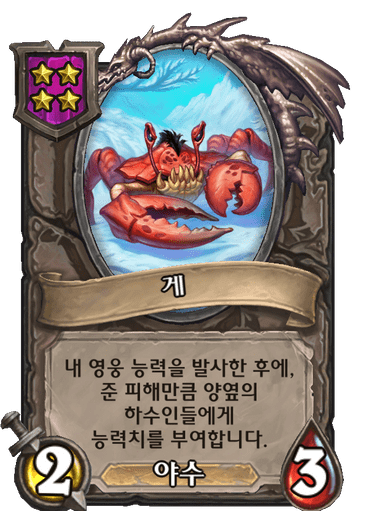 게
내 영웅 능력을 발사한 후에,
준 피해만큼 양옆의
하수인들에게
능력치를 부여합니다.
야수
2
3